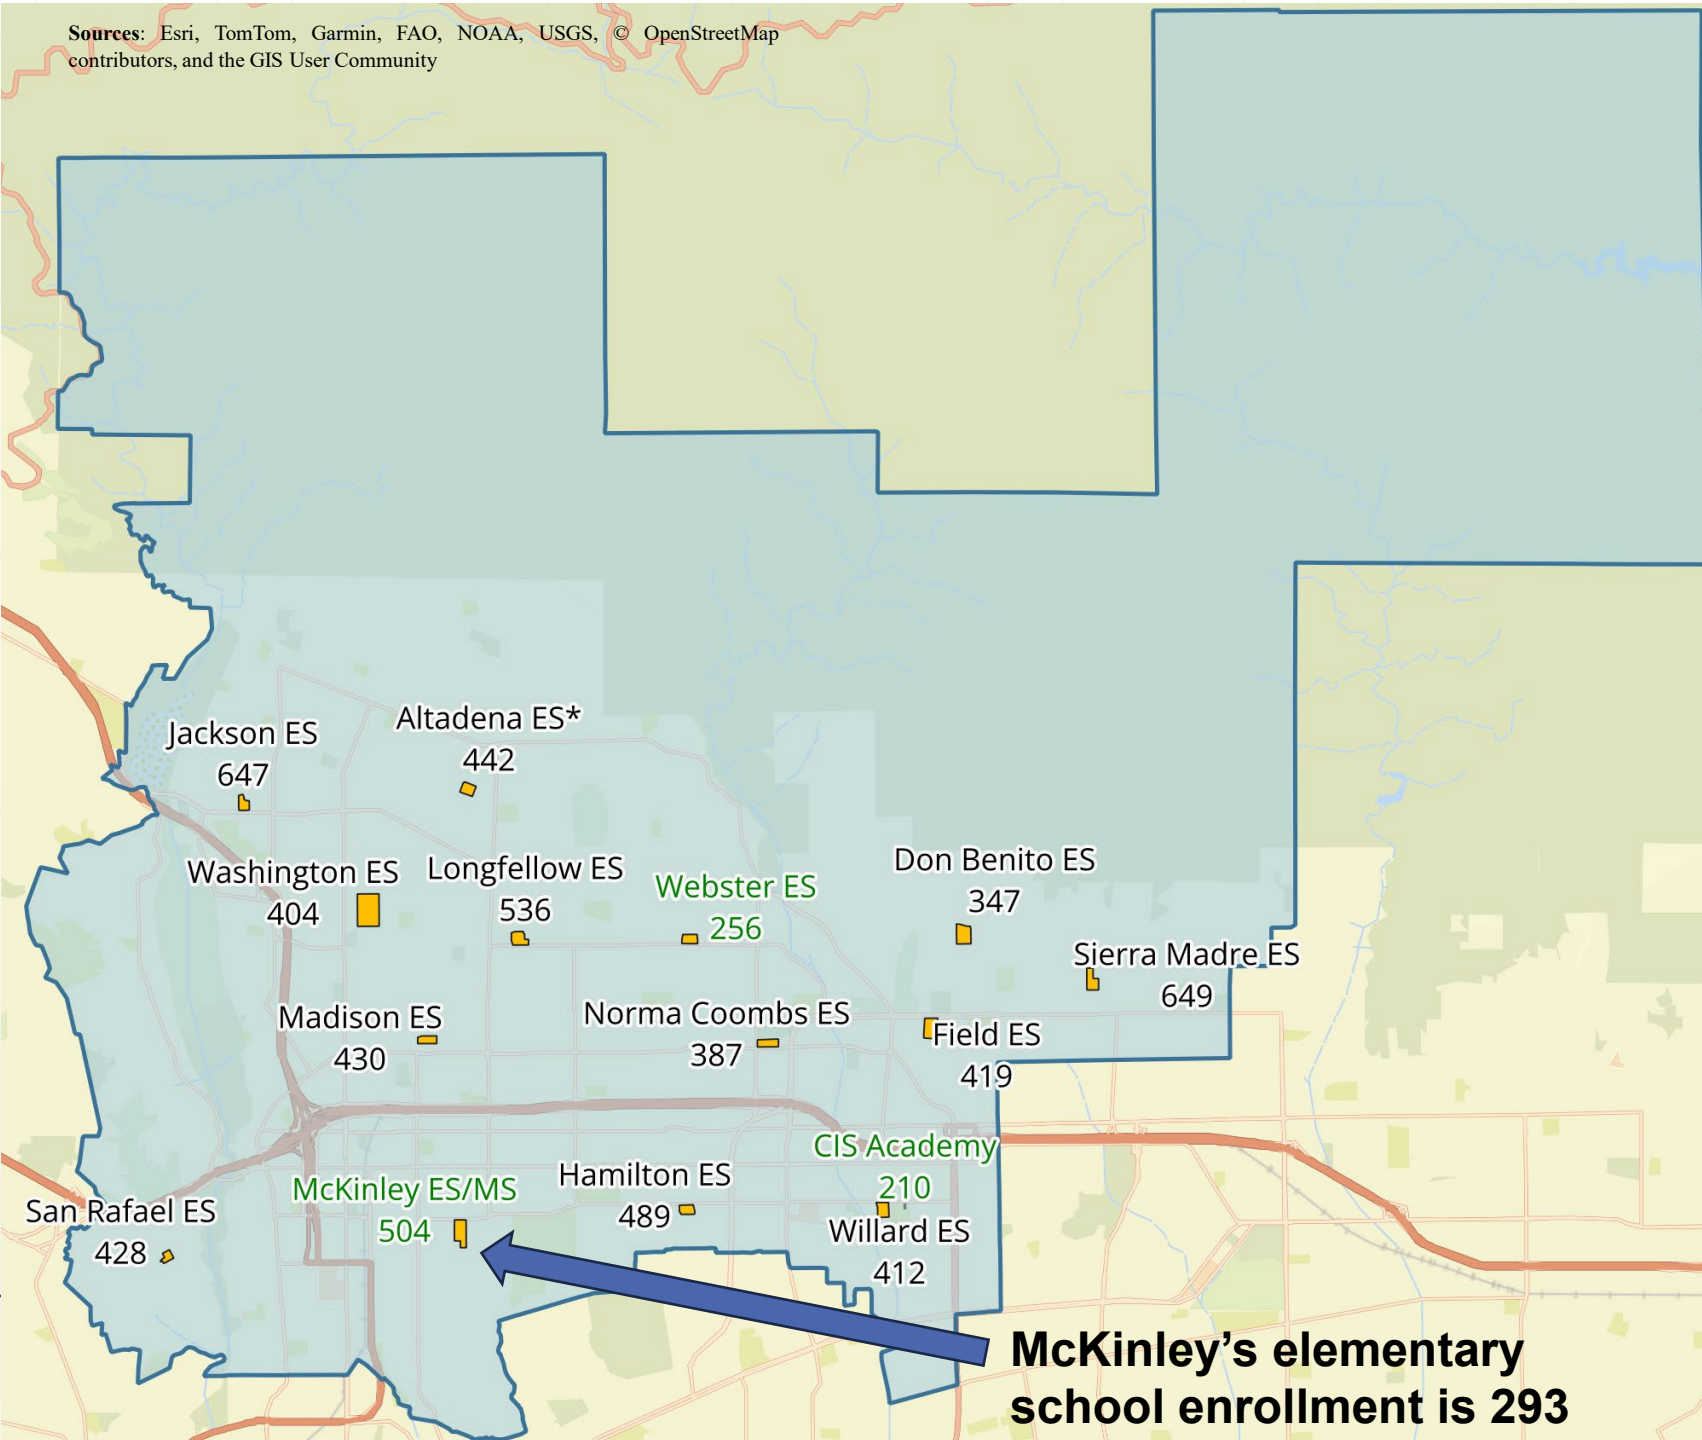 Sources: Esri, TomTom, Garmin, FAO, NOAA, USGS, © OpenStreetMap
contributors, and the GIS User Community
Jackson ES
647
Altadena ES*
442
Washington ES
404
Longfellow ES
536
Webster ES
256
Don Benito ES
347
Sierra Madre ES
649
Madison ES
430
Norma Coombs ES
387
Field ES
419
CIS Academy
210
San Rafael ES
428
McKinley ES/MS
504
Hamilton ES
489
Willard ES
412
McKinley’s elementary
school enrollment is 293